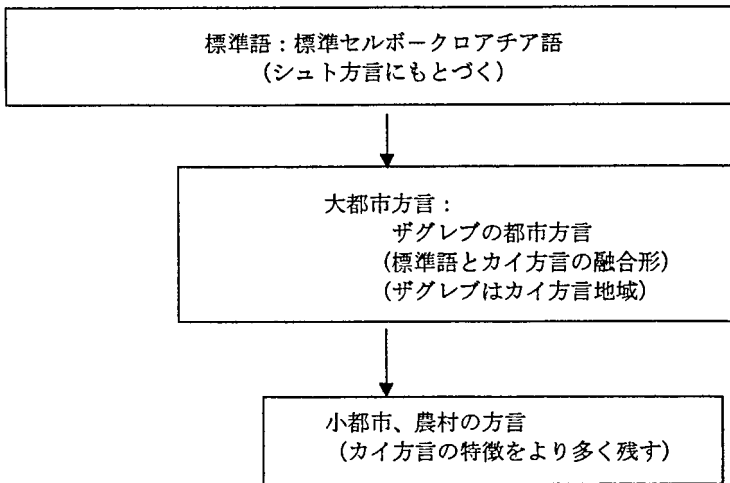 標準語：標準セルボークロアチア語
（シュト方言にもとづく）
大都市方言：
ザグレブの都市方言
（標準語とカイ方言の融合形）
（ザグレブはカイ方言地域）
小都市、農村の方言
（カイ方言の特徴をより多く残す）